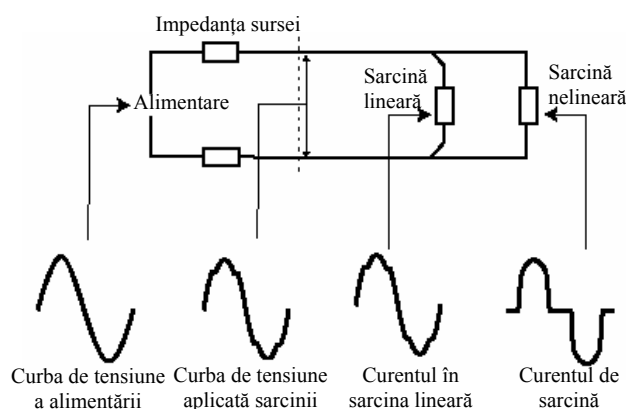 Impedanța sursei
Alimentare
Sarcină
lineară
Sarcină
nelineară
Curba de tensiune
a alimentării
Curba de tensiune
aplicată sarcinii
Curentul în
sarcina lineară
Curentul de
sarcină